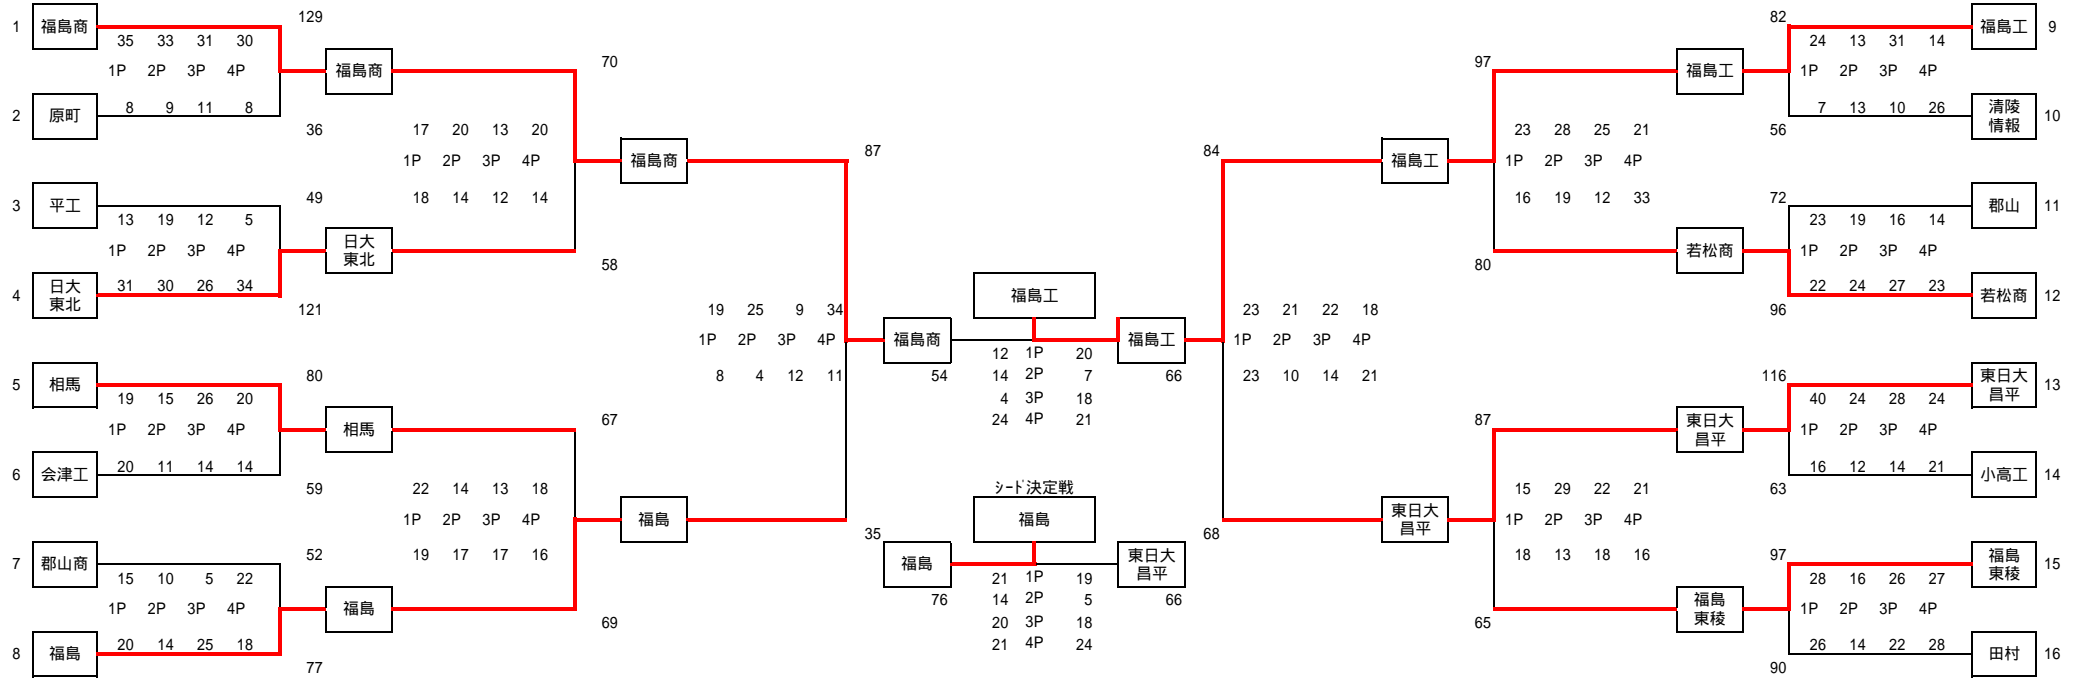 1 福島商 129
35 33 31 30
1P 2P 3P 4P
8 9 11 8
2 原町 36
福島商 70
3 平工 49
13 19 12 5
1P 2P 3P 4P
31 30 26 34
4 日大
東北 121
日大
東北 58
17 20 13 20
1P 2P 3P 4P
18 14 12 14
福島商 87
5 相馬 80
19 15 26 20
1P 2P 3P 4P
20 11 14 14
6 会津工 59
相馬 67
7 郡山商 52
15 10 5 22
1P 2P 3P 4P
20 14 25 18
8 福島 77
福島 69
22 14 13 18
1P 2P 3P 4P
19 17 17 16
福島 35
19 25 9 34
1P 2P 3P 4P
8 4 12 11
福島商 54
福島工
12 1P 20
14 2P 7
4 3P 18
24 4P 21
福島工 66
シード決定戦
福島
福島 76
21 1P 19
14 2P 5
20 3P 18
21 4P 24
東日大
昌平 66
84 福島工
23 21 22 18
1P 2P 3P 4P
23 10 14 21
68 東日大
昌平
97 福島工
23 28 25 21
1P 2P 3P 4P
16 19 12 33
80 若松商
82 福島工 9
24 13 31 14
1P 2P 3P 4P
7 13 10 26
56 清陵
情報 10
72 郡山 11
23 19 16 14
1P 2P 3P 4P
22 24 27 23
96 若松商 12
87 東日大
昌平
15 29 22 21
1P 2P 3P 4P
18 13 18 16
65 福島
東稜
116 東日大
昌平 13
40 24 28 24
1P 2P 3P 4P
16 12 14 21
63 小高工 14
97 福島
東稜 15
28 16 26 27
1P 2P 3P 4P
26 14 22 28
90 田村 16